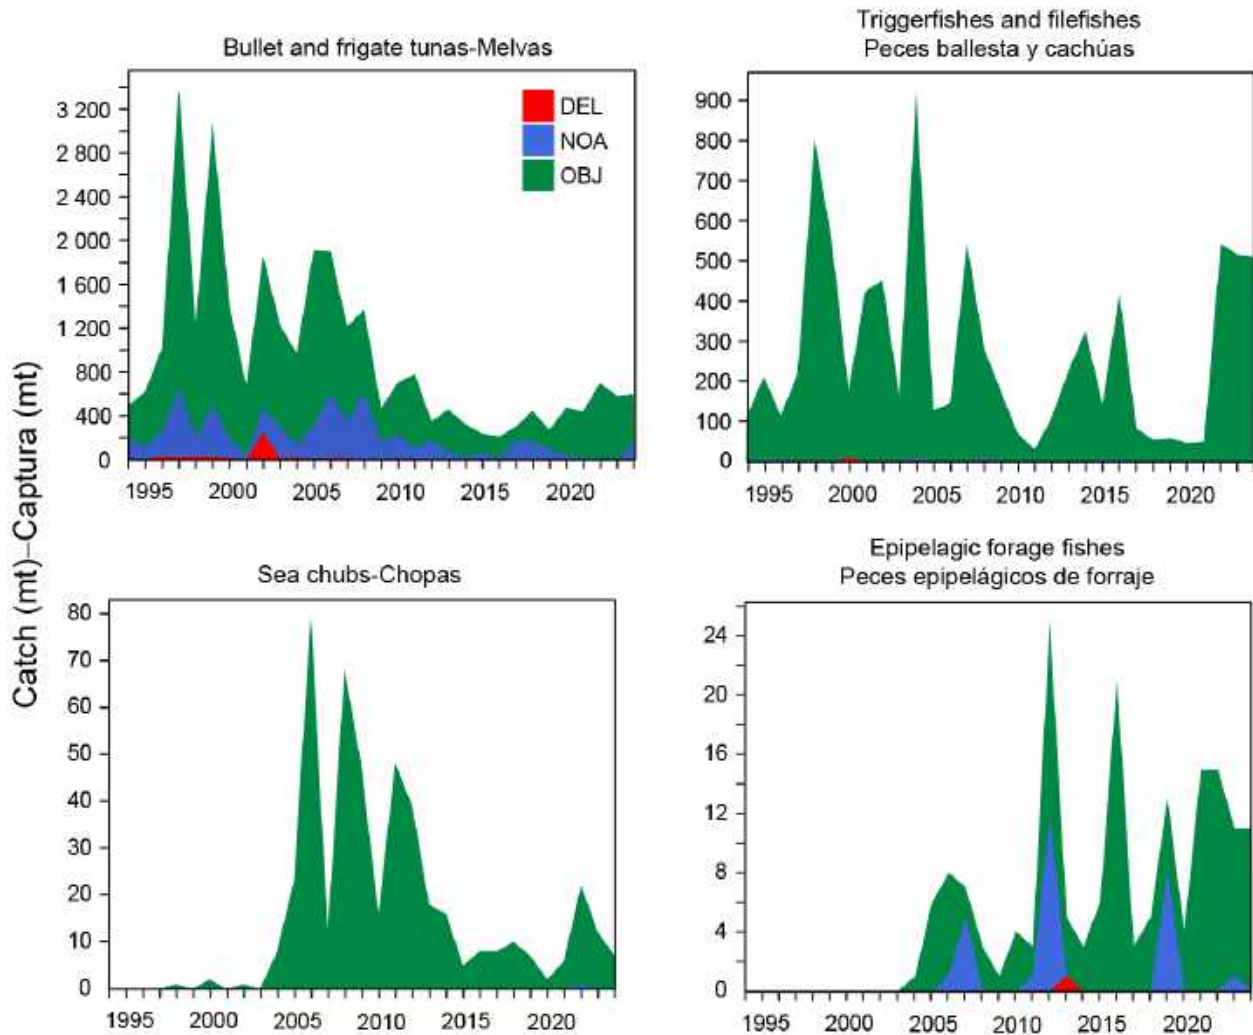 Bullet and frigate tunas-Melvas
3 200
2 800
2 400
2 000
1 600
1 200
800
400
0
DEL
NOA
OBJ
1995 2000 2005 2010 2015 2020
Triggerfishes and filefishes
Peces ballesta y cachúas
900
800
700
600
500
400
300
200
100
0
1995 2000 2005 2010 2015 2020
Catch (mt)–Captura (mt)
Sea chubs-Chopas
80
70
60
50
40
30
20
10
0
1995 2000 2005 2010 2015 2020
Epipelagic forage fishes
Peces epipelágicos de forraje
24
20
16
12
8
4
0
1995 2000 2005 2010 2015 2020